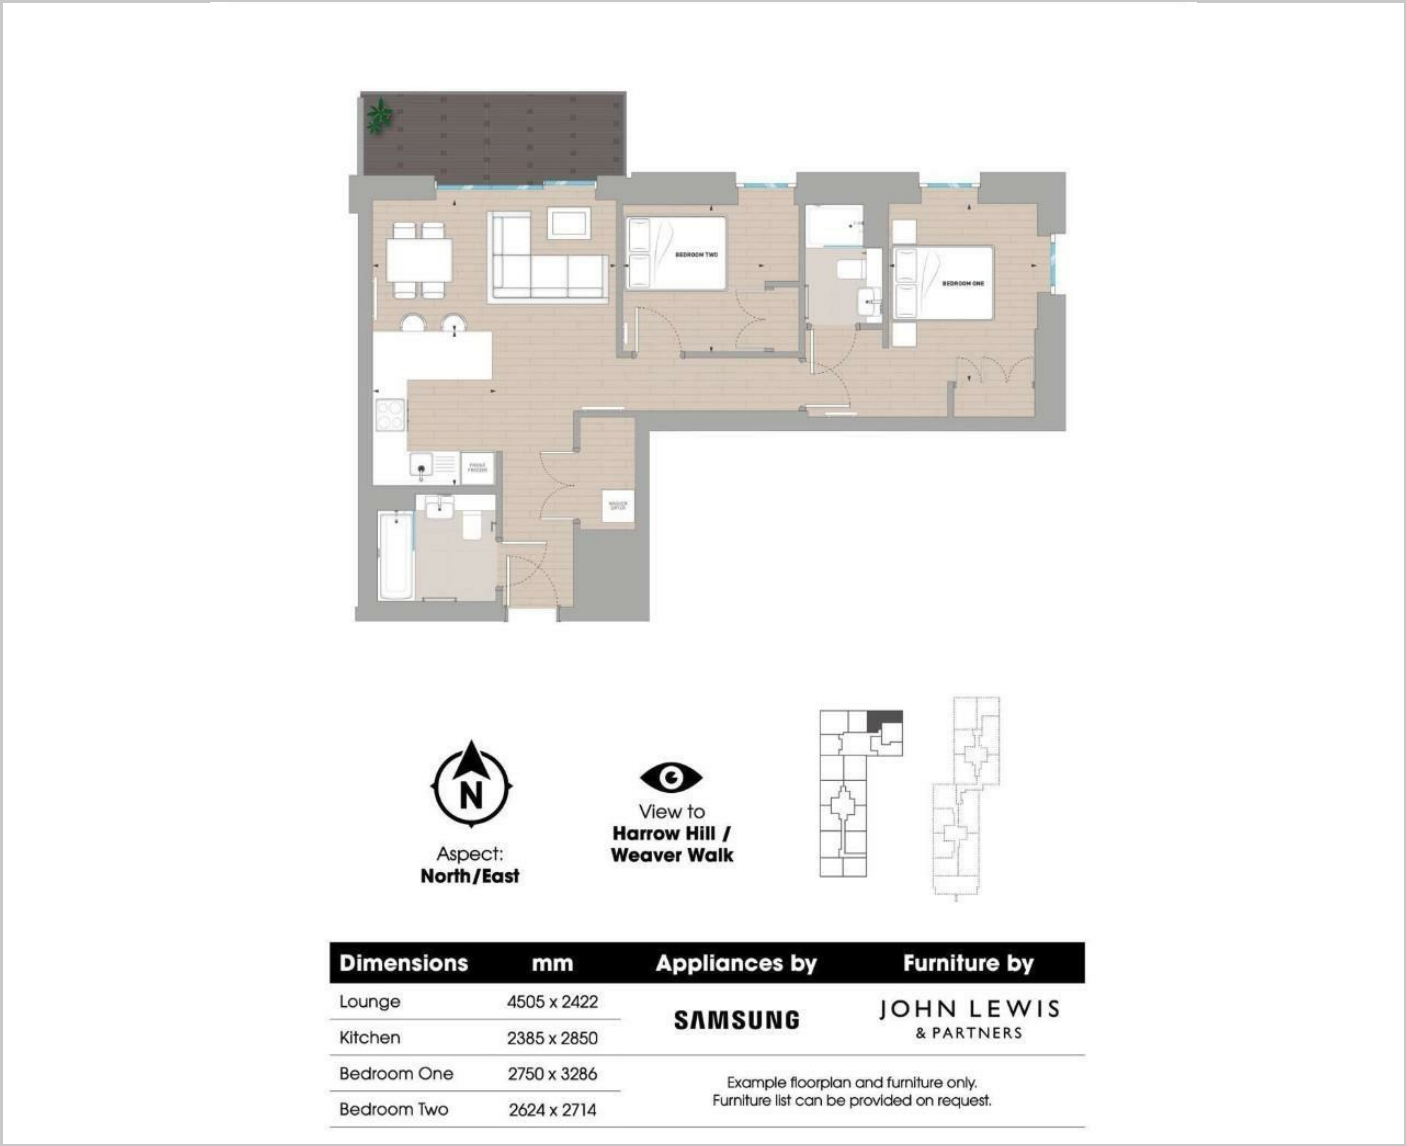 BEDROOM TWO
BEDROOM ONE
FRIDGE
FREEZER
WASHER
DRYER
N
Aspect:
North/East
View to
Harrow Hill /
Weaver Walk
Dimensions mm Appliances by Furniture by
Lounge 4505 x 2422
SAMSUNG
JOHN LEWIS
& PARTNERS
Kitchen 2385 x 2850
Bedroom One 2750 x 3286
Bedroom Two 2624 x 2714
Example floorplan and furniture only.
Furniture list can be provided on request.